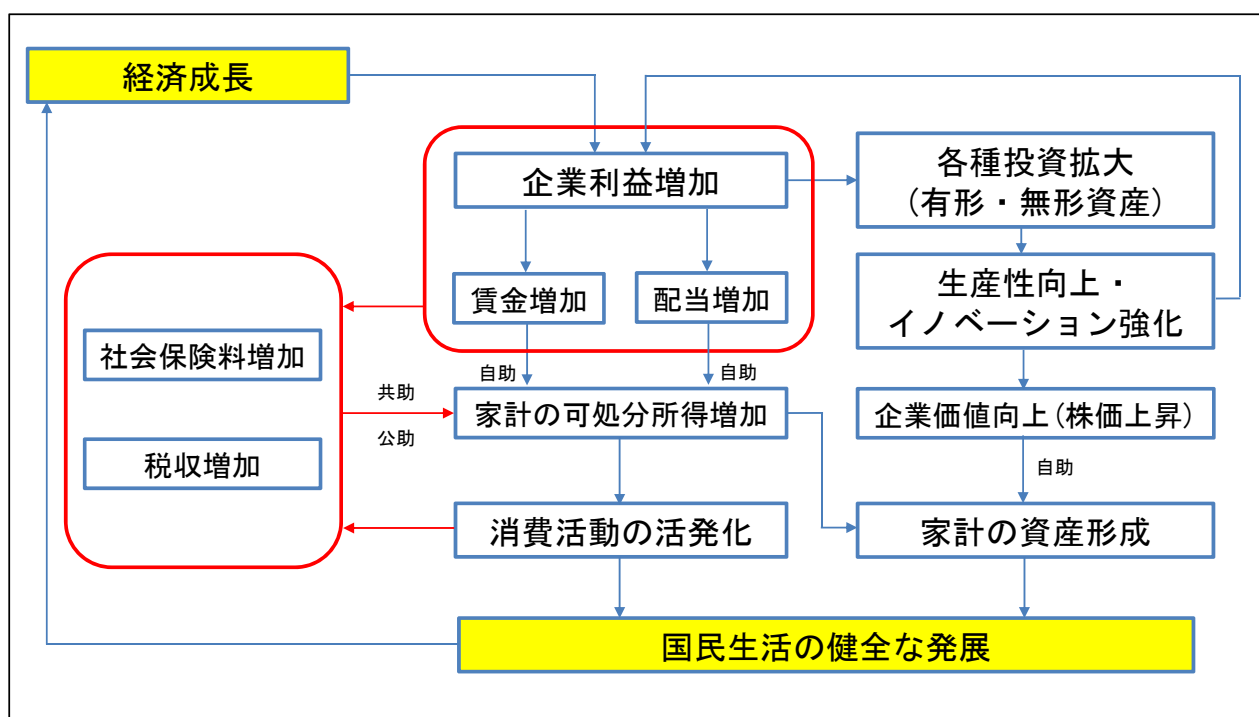 経済成長
企業利益増加
各種投資拡大
(有形・無形資産)
賃金増加
配当増加
生産性向上・
イノベーション強化
社会保険料増加
自助
自助
共助
家計の可処分所得増加
企業価値向上(株価上昇)
公助
税収増加
自助
消費活動の活発化
家計の資産形成
国民生活の健全な発展